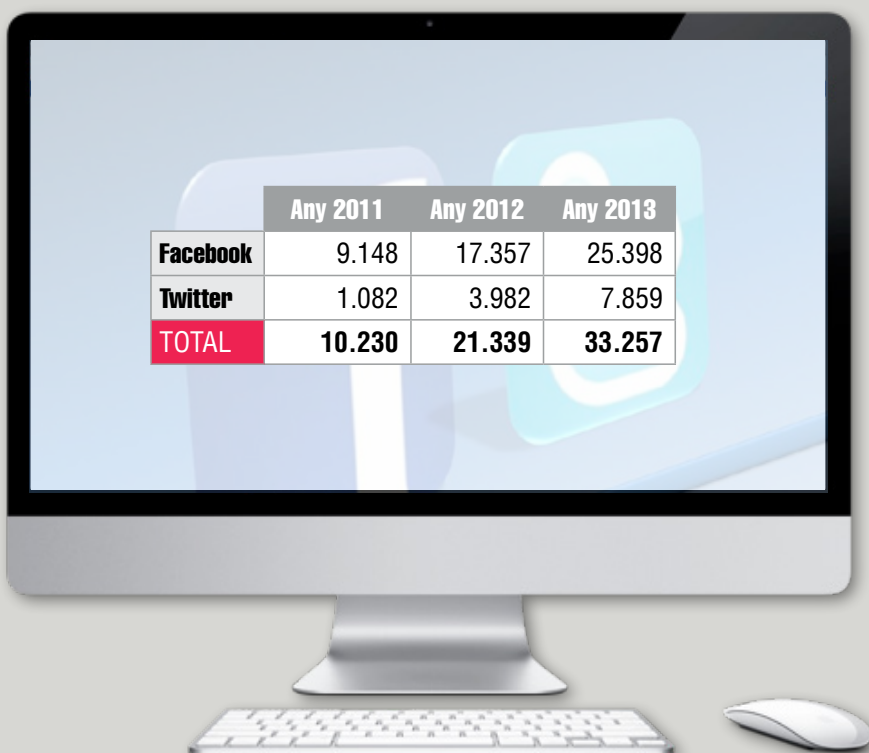 Any 2011 Any 2012 Any 2013
Facebook 9.148 17.357 25.398
Twitter 1.082 3.982 7.859
TOTAL 10.230 21.339 33.257